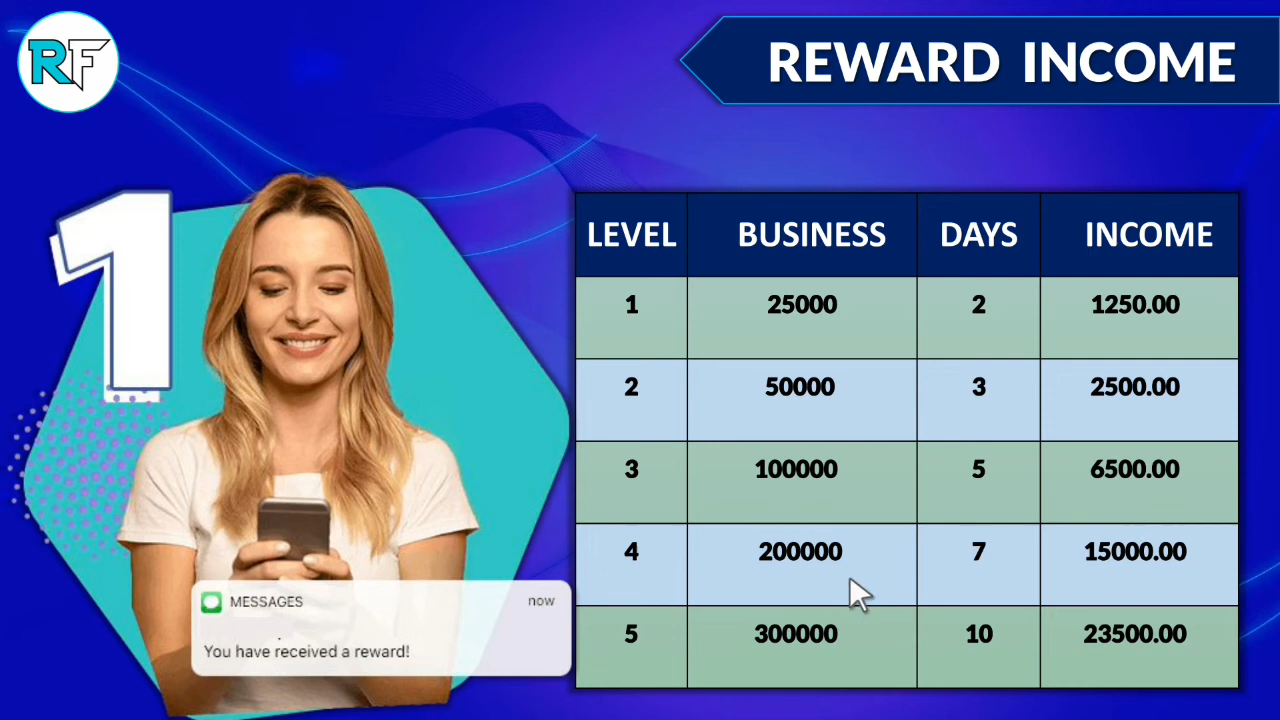 RF
REWARD INCOME
1
LEVEL BUSINESS DAYS INCOME
1 25000 2 1250.00
2 50000 3 2500.00
3 100000 5 6500.00
4 200000 7 15000.00
5 300000 10 23500.00
MESSAGES now
You have received a reward!